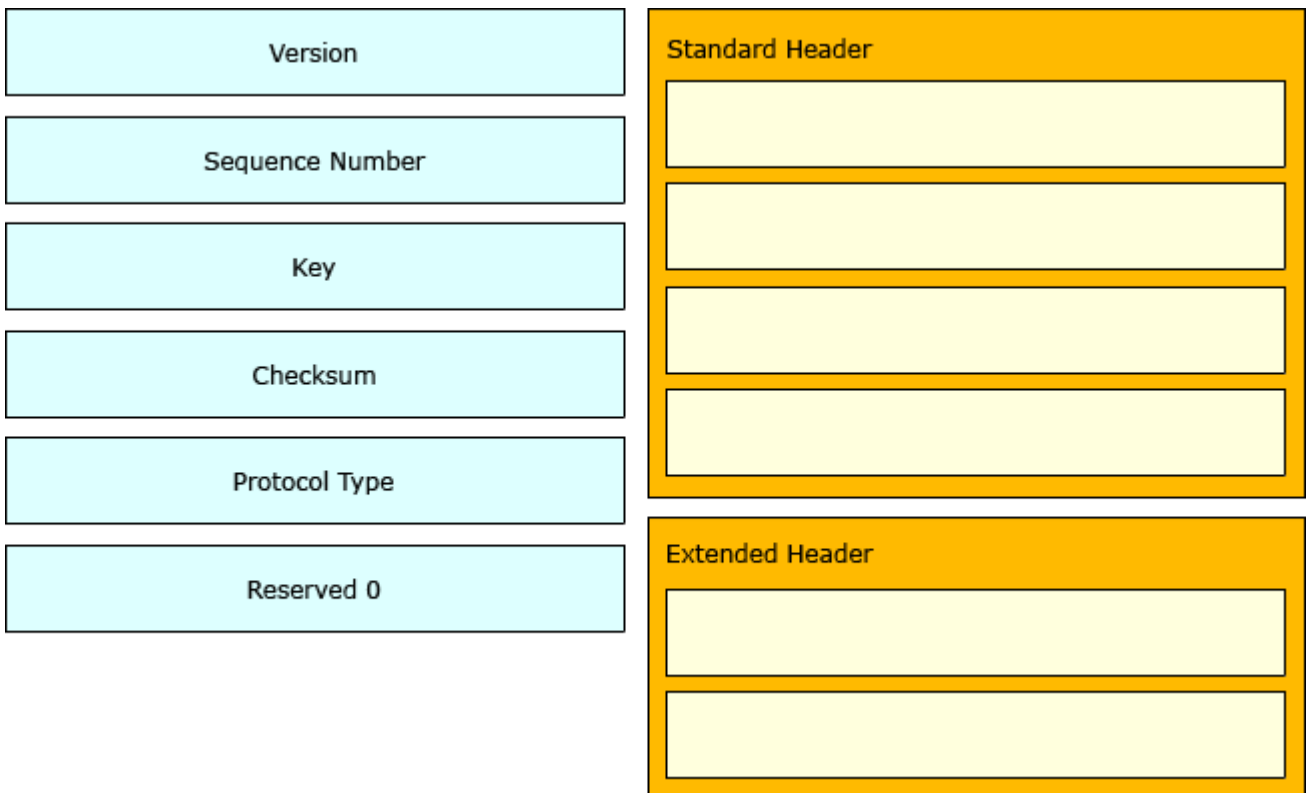 Version
Sequence Number
Key
Checksum
Protocol Type
Reserved 0
Standard Header
Extended Header